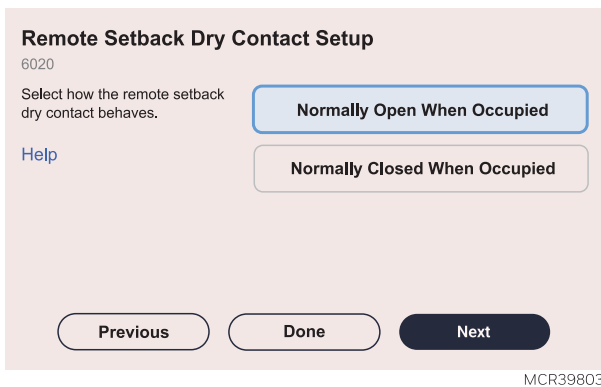 Remote Setback Dry Contact Setup
6020
Select how the remote setback
dry contact behaves.
Help
Normally Open When Occupied
Normally Closed When Occupied
Previous
Done
Next
MCR39803